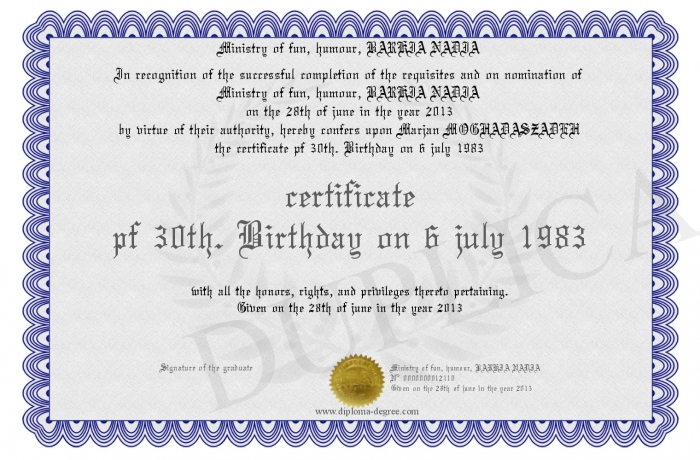 Ministry of fun, humour, BARKIA NADIA
In recognition of the successful completion of the requisites and on nomination of
Ministry of fun, humour, BARKIA NADIA
on the 28th of june in the year 2013
by virtue of their authority, hereby confers upon Marjan MOGHADASZADEH
the certificate pf 30th. Birthday on 6 july 1983
certificate
pf 30th. Birthday on 6 july 1983
with all the honors, rights, and privileges thereto pertaining.
Given on the 28th of june in the year 2013
DUPLICA
Signature of the graduate
Ministry of fun, humour, BARKIA NADIA
N° 0000000012110
Given on the 28th of june in the year 2013
www.diploma-degree.com